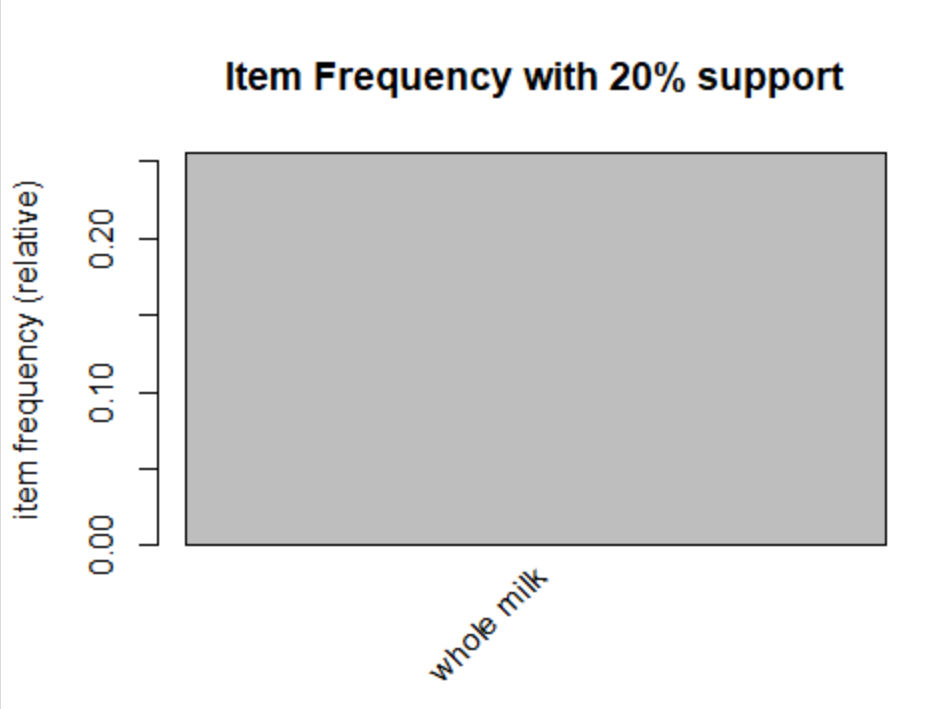 Item Frequency with 20% support
item frequency (relative)
0.20
0.10
0.00
whole milk